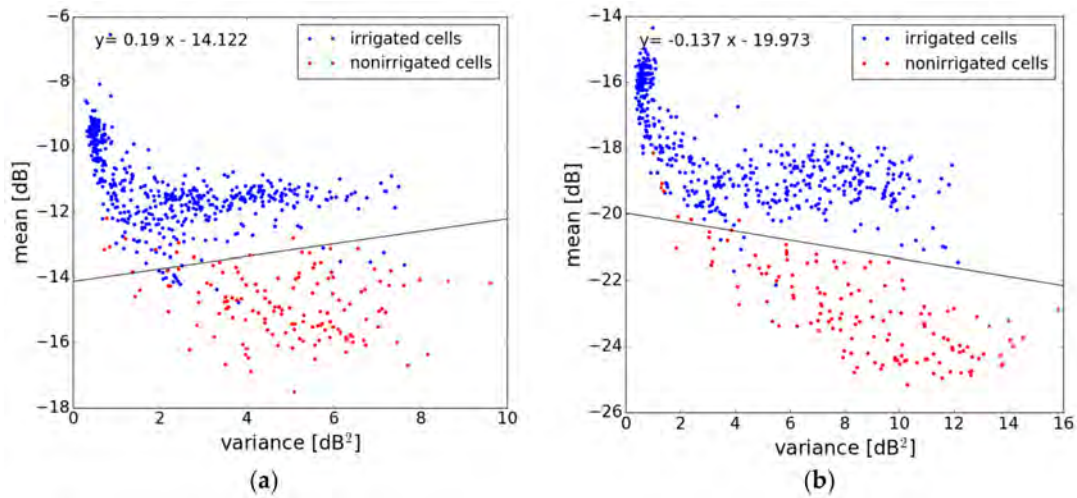 y= 0.19 x - 14.122
irrigated cells
nonirrigated cells
mean [dB]
−6
−8
−10
−12
−14
−16
−18
0 2 4 6 8 10
variance [dB²]
(a)
y= -0.137 x - 19.973
irrigated cells
nonirrigated cells
mean [dB]
−14
−16
−18
−20
−22
−24
−26
0 2 4 6 8 10 12 14 16
variance [dB²]
(b)